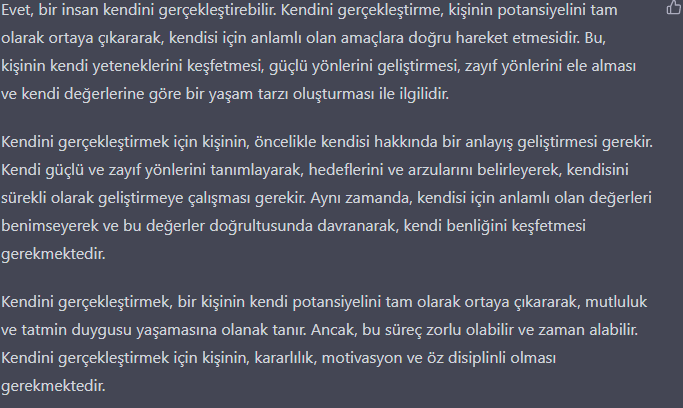 Evet, bir insan kendini gerçekleştirebilir. Kendini gerçekleştirme, kişinin potansiyelini tam
olarak ortaya çıkararak, kendisi için anlamlı olan amaçlara doğru hareket etmesidir. Bu,
kişinin kendi yeteneklerini keşfetmesi, güçlü yönlerini geliştirmesi, zayıf yönlerini ele alması
ve kendi değerlerine göre bir yaşam tarzı oluşturması ile ilgilidir.
Kendini gerçekleştirmek için kişinin, öncelikle kendisi hakkında bir anlayış geliştirmesi gerekir.
Kendi güçlü ve zayıf yönlerini tanımlayarak, hedeflerini ve arzularını belirleyerek, kendisini
sürekli olarak geliştirmeye çalışması gerekir. Aynı zamanda, kendisi için anlamlı olan değerleri
benimseyerek ve bu değerler doğrultusunda davranarak, kendi benliğini keşfetmesi
gerekmektedir.
Kendini gerçekleştirmek, bir kişinin kendi potansiyelini tam olarak ortaya çıkararak, mutluluk
ve tatmin duygusu yaşamasına olanak tanır. Ancak, bu süreç zorlu olabilir ve zaman alabilir.
Kendini gerçekleştirmek için kişinin, kararlılık, motivasyon ve öz disiplinli olması
gerekmektedir.